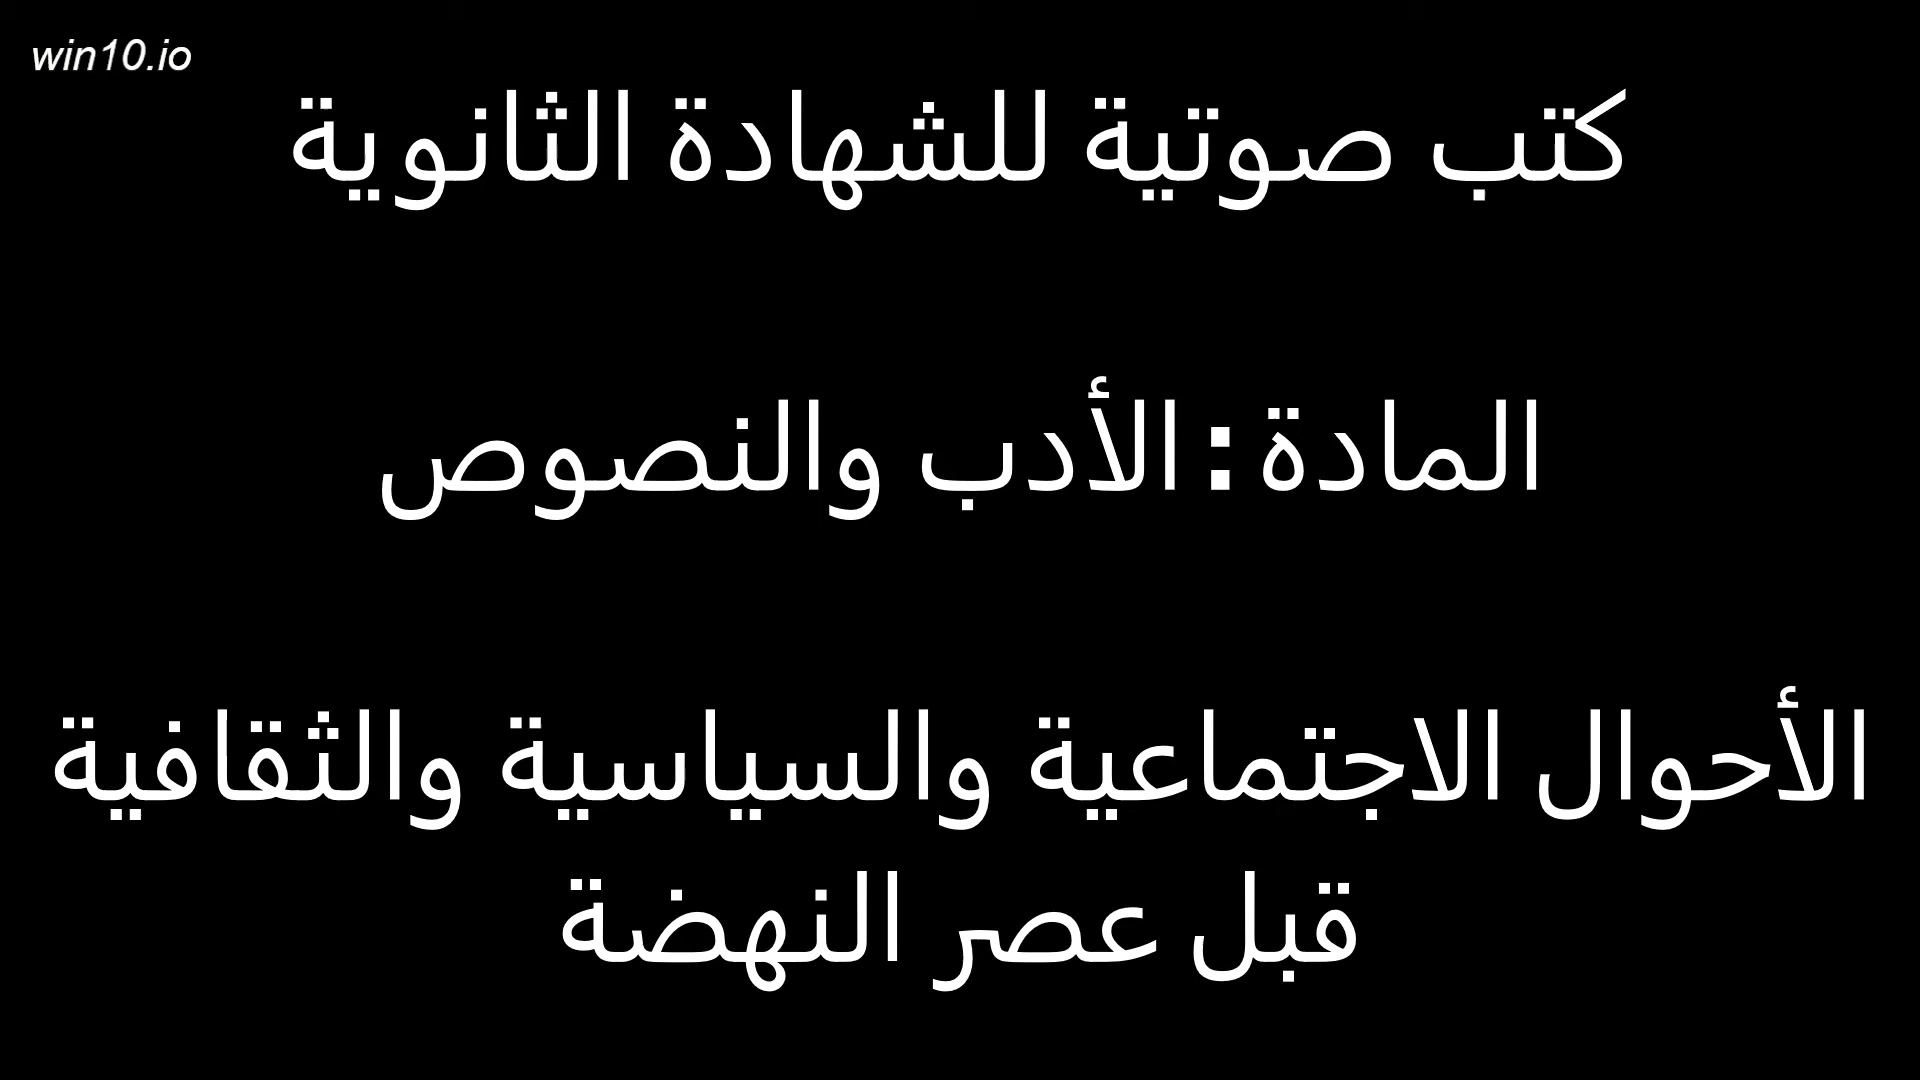 win10.io
كتب صوتية للشهادة الثانوية
المادة : الأدب والنصوص
الأحوال الاجتماعية والسياسية والثقافية
قبل عصر النهضة